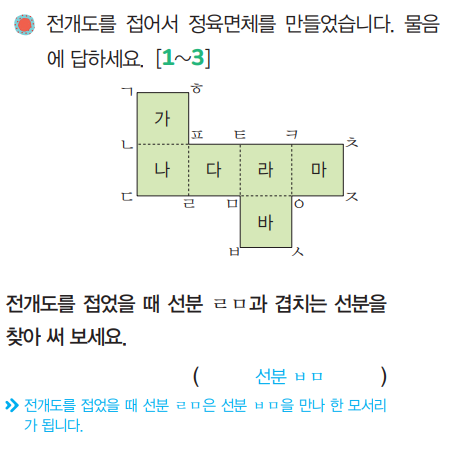 전개도를 접어서 정육면체를 만들었습니다. 물음
에 답하세요. [1~3]
ㄱ ㅎ
가
ㄴ ㅍ ㅌ ㅋ ㅊ
나 다 라 마
ㄷ ㄹ ㅁ ㅇ ㅈ
바
ㅂ ㅅ
전개도를 접었을 때 선분 ㄹㅁ과 겹치는 선분을
찾아 써 보세요.
( 선분 ㅂㅁ )
전개도를 접었을 때 선분 ㄹㅁ은 선분 ㅂㅁ을 만나 한 모서리
가 됩니다.